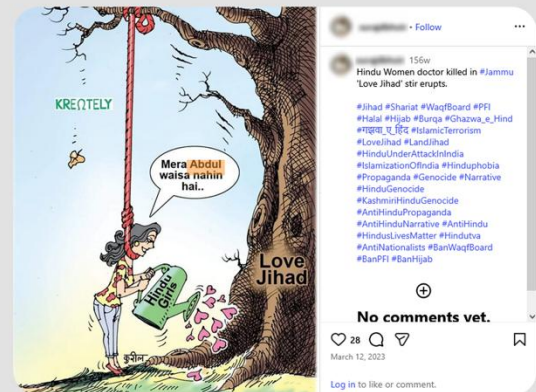 KREATELY
Mera Abdul
waisa nahin
hai..
Hindu
Girls
Love
Jihad
कुरील
• Follow
156w
Hindu Women doctor killed in #Jammu
'Love Jihad' stir erupts.
#Jihad #Shariat #WaqfBoard #PFI
#Halal #Hijab #Burqa #Ghazwa_e_Hind
#गझवा_ए_हिंद #IslamicTerrorism
#LoveJihad #LandJihad
#HinduUnderAttackInIndia
#IslamizationOfIndia #Hinduphobia
#Propaganda #Genocide #Narrative
#HinduGenocide
#KashmiriHinduGenocide
#AntiHinduPropaganda
#AntiHinduNarrative #AntiHindu
#HindusLivesMatter #Hindutva
#AntiNationalists #BanWaqfBoard
#BanPFI #BanHijab
No comments yet.
28
March 12, 2023
Log in to like or comment.